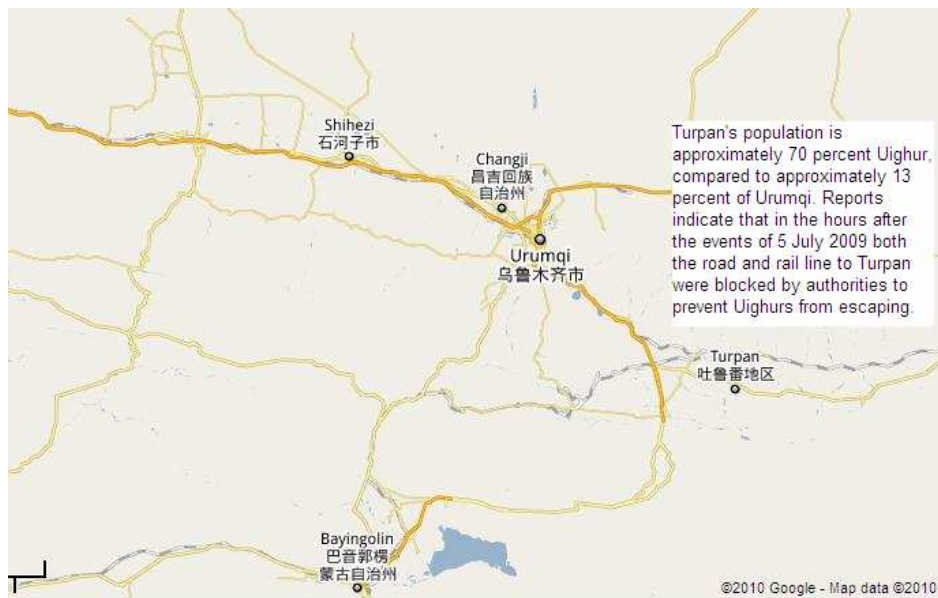 Shihezi
石河子市
Changji
昌吉回族
自治州
Turpan's population is
approximately 70 percent Uighur,
compared to approximately 13
percent of Urumqi. Reports
indicate that in the hours after
the events of 5 July 2009 both
the road and rail line to Turpan
were blocked by authorities to
prevent Uighurs from escaping.
Urumqi
乌鲁木齐市
Turpan
吐鲁番地区
Bayingolin
巴音郭楞
蒙古自治州
©2010 Google - Map data ©2010